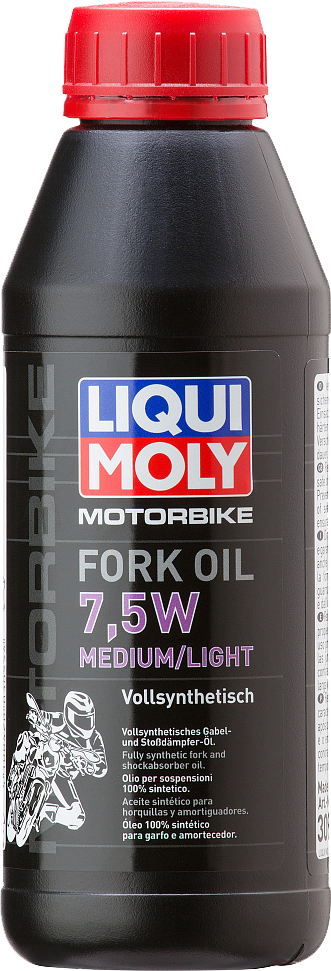 LIQUI
MOLY
MOTORBIKE
FORK OIL
7,5W
MEDIUM/LIGHT
Vollsynthetisch
Vollsynthetisches Gabel-
und Stoßdämpfer-Öl.
Fully synthetic fork and
shockabsorber oil.
Olio per sospensioni
100% sintetico.
Aceite sintético para
horquillas y amortiguadores.
Óleo 100% sintético
para garfo e amortecedor.
MOTORBIKE